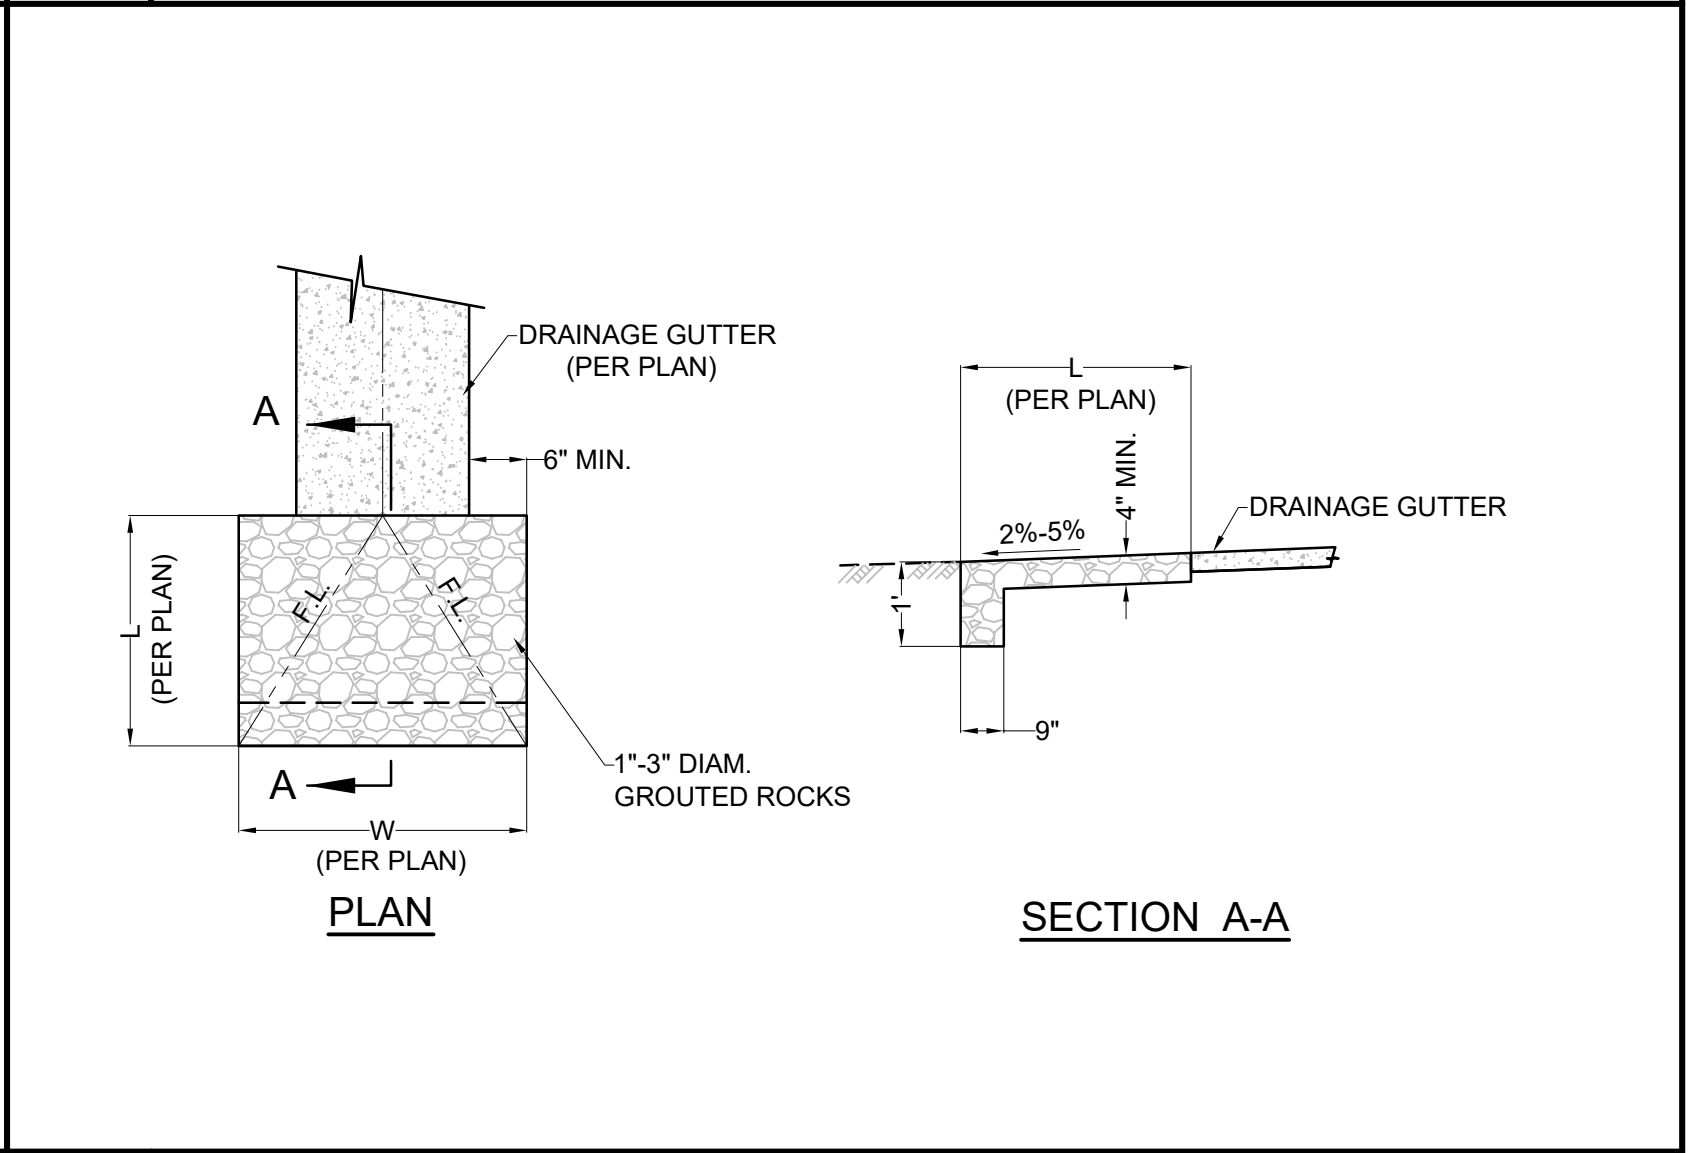 DRAINAGE GUTTER
(PER PLAN)
A
6" MIN.
F.L.
F.L.
L
(PER PLAN)
1"-3" DIAM.
GROUTED ROCKS
A
W
(PER PLAN)
PLAN
L
(PER PLAN)
4" MIN.
DRAINAGE GUTTER
2%-5%
1'
9"
SECTION A-A